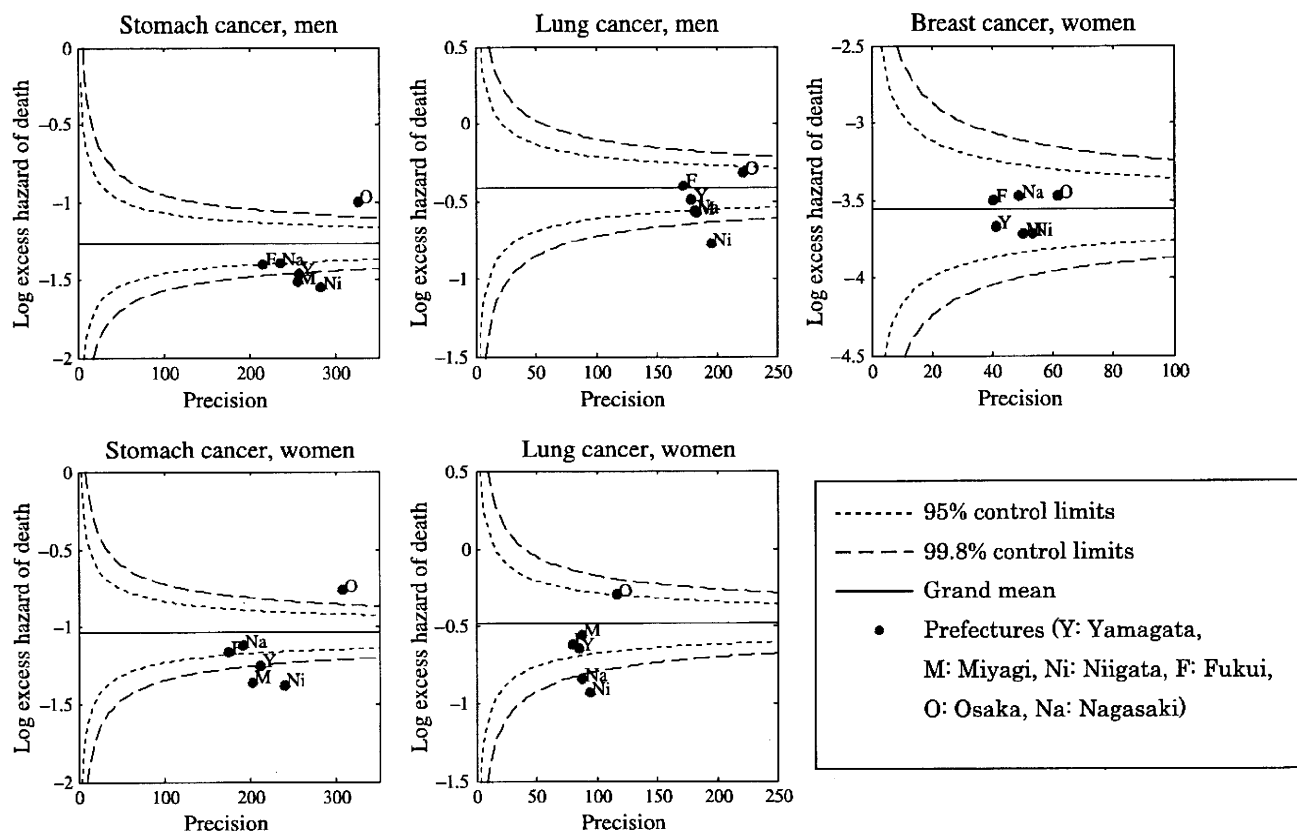 Stomach cancer, men
Log excess hazard of death
0
−0.5
−1
−1.5
−2
0 100 200 300
Precision
O
F Na Y
M Ni
Lung cancer, men
Log excess hazard of death
0.5
0
−0.5
−1
−1.5
0 50 100 150 200 250
Precision
O
F
Y
Na
Ni
Breast cancer, women
Log excess hazard of death
−2.5
−3
−3.5
−4
−4.5
0 20 40 60 80 100
Precision
F Na O
Y M Ni
Stomach cancer, women
Log excess hazard of death
0
−0.5
−1
−1.5
−2
0 100 200 300
Precision
O
F Na
Y
M Ni
Lung cancer, women
Log excess hazard of death
0.5
0
−0.5
−1
−1.5
0 50 100 150 200 250
Precision
O
M
Y
Na
Ni
95% control limits
99.8% control limits
Grand mean
Prefectures (Y: Yamagata,
M: Miyagi, Ni: Niigata, F: Fukui,
O: Osaka, Na: Nagasaki)